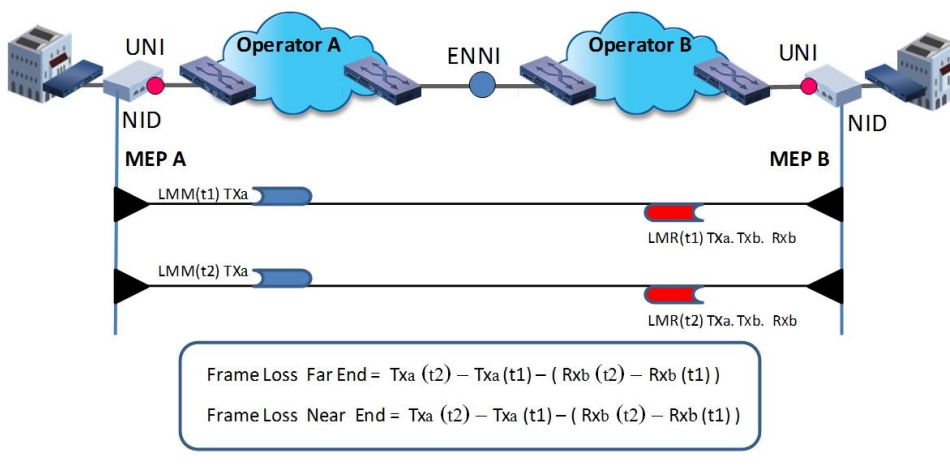 UNI
Operator A
ENNI
Operator B
UNI
NID
NID
MEP A
MEP B
LMM(t1) TXa
LMR(t1) TXa. Txb. Rxb
LMM(t2) TXa
LMR(t2) TXa. Txb. Rxb
Frame Loss Far End = Txa (t2) – Txa (t1) – ( Rxb (t2) – Rxb (t1) )
Frame Loss Near End = Txa (t2) – Txa (t1) – ( Rxb (t2) – Rxb (t1) )